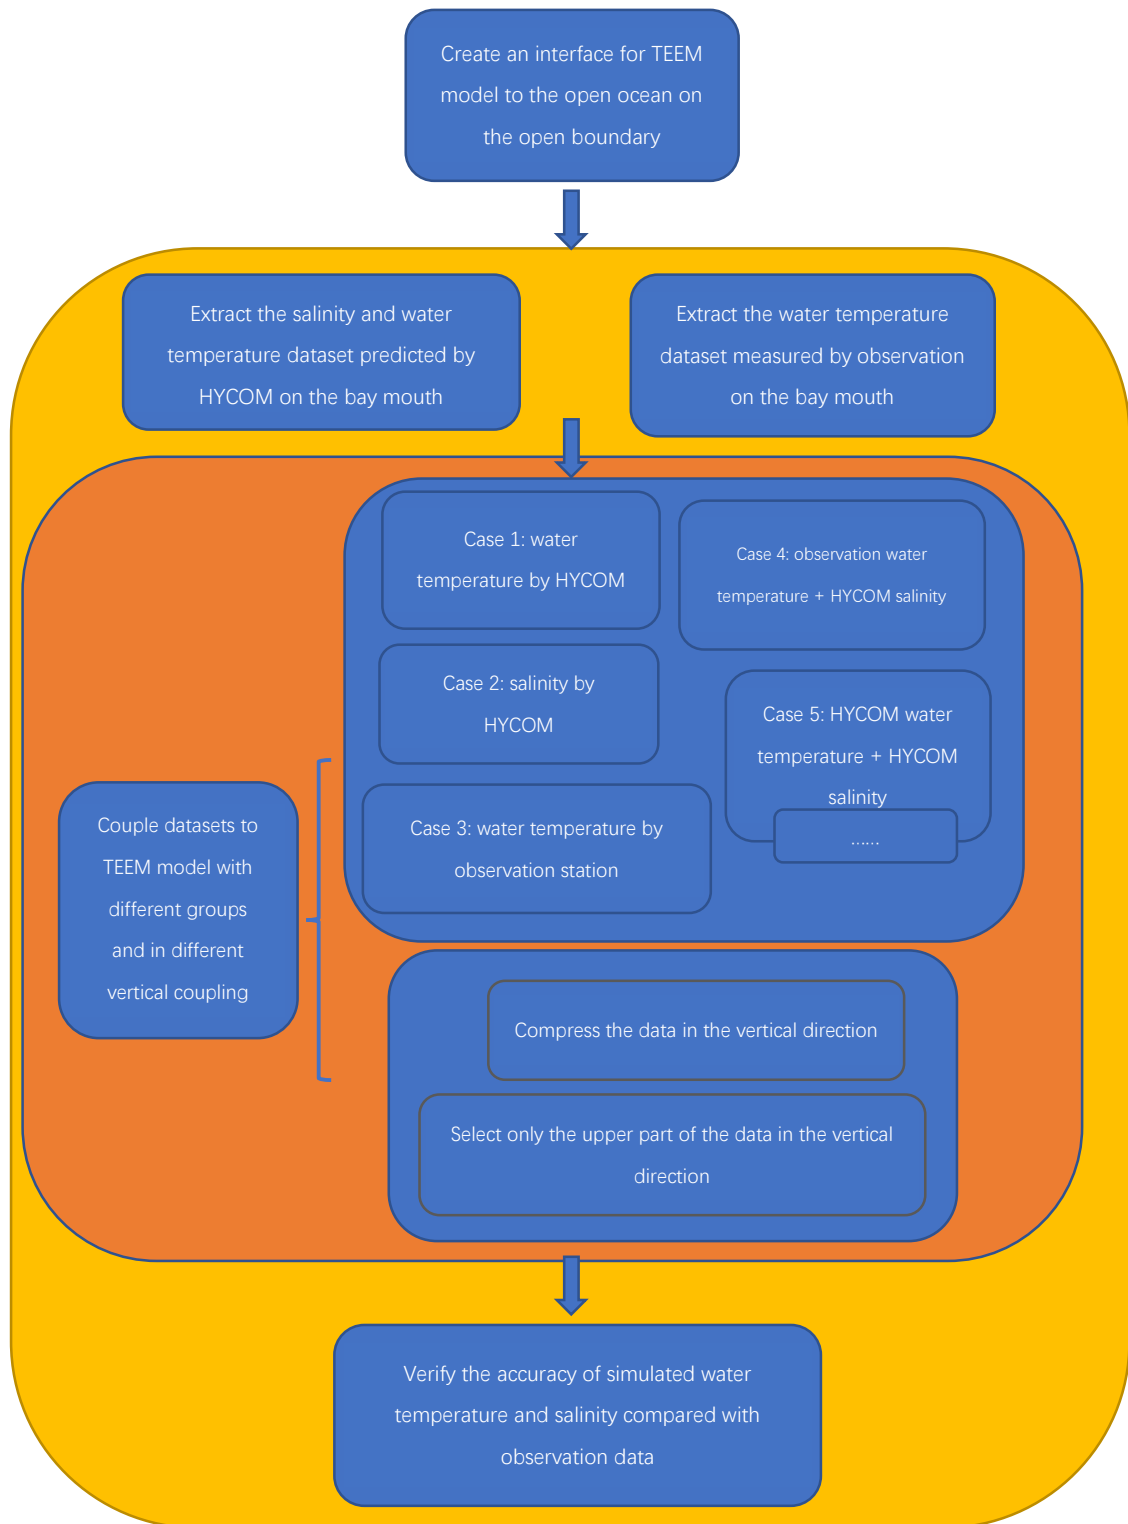 Create an interface for TEEM
model to the open ocean on
the open boundary
Extract the salinity and water
temperature dataset predicted by
HYCOM on the bay mouth
Extract the water temperature
dataset measured by observation
on the bay mouth
Case 1: water
temperature by HYCOM
Case 4: observation water
temperature + HYCOM salinity
Case 2: salinity by
HYCOM
Case 5: HYCOM water
temperature + HYCOM
salinity
......
Case 3: water temperature by
observation station
Couple datasets to
TEEM model with
different groups
and in different
vertical coupling
Compress the data in the vertical direction
Select only the upper part of the data in the vertical
direction
Verify the accuracy of simulated water
temperature and salinity compared with
observation data